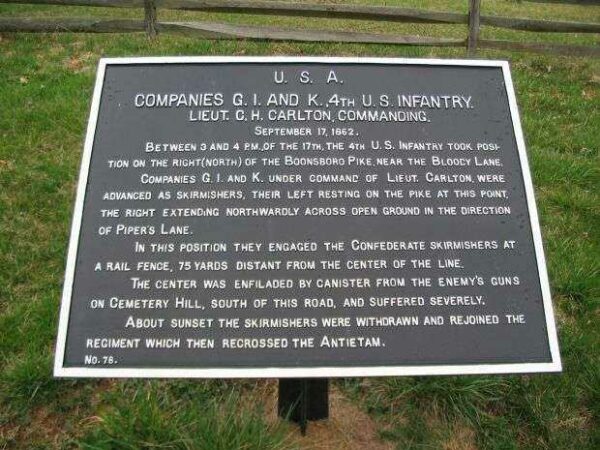 U. S. A.
COMPANIES G. I. AND K., 4TH U. S. INFANTRY.
LIEUT. C. H. CARLTON, COMMANDING.
SEPTEMBER 17, 1862.
BETWEEN 3 AND 4 P.M. OF THE 17TH, THE 4TH U. S. INFANTRY TOOK POSI-
TION ON THE RIGHT (NORTH) OF THE BOONSBORO PIKE, NEAR THE BLOODY LANE.
COMPANIES G. I. AND K. UNDER COMMAND OF LIEUT. CARLTON, WERE
ADVANCED AS SKIRMISHERS, THEIR LEFT RESTING ON THE PIKE AT THIS POINT,
THE RIGHT EXTENDING NORTHWARDLY ACROSS OPEN GROUND IN THE DIRECTION
OF PIPER'S LANE.
IN THIS POSITION THEY ENGAGED THE CONFEDERATE SKIRMISHERS AT
A RAIL FENCE, 75 YARDS DISTANT FROM THE CENTER OF THE LINE.
THE CENTER WAS ENFILADED BY CANISTER FROM THE ENEMY'S GUNS
ON CEMETERY HILL, SOUTH OF THIS ROAD, AND SUFFERED SEVERELY.
ABOUT SUNSET THE SKIRMISHERS WERE WITHDRAWN AND REJOINED THE
REGIMENT WHICH THEN RECROSSED THE ANTIETAM.
NO. 78.